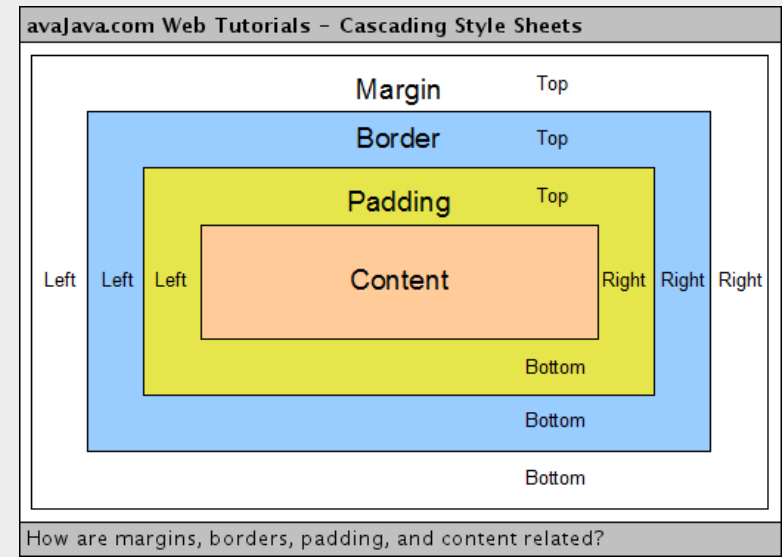 avaJava.com Web Tutorials - Cascading Style Sheets
Margin Top
Border Top
Padding Top
Left Left Left Content Right Right Right
Bottom
Bottom
Bottom
How are margins, borders, padding, and content related?